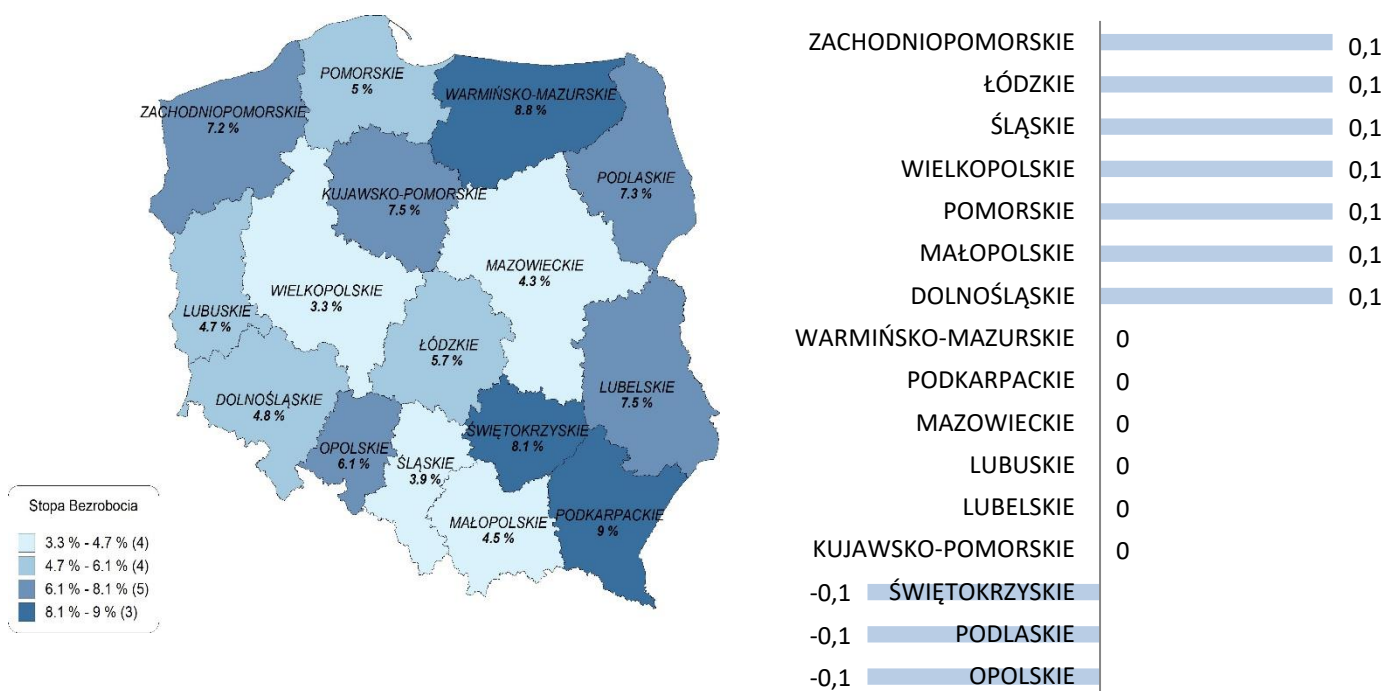 POMORSKIE
5 %
WARMIŃSKO-MAZURSKIE
8.8 %
ZACHODNIOPOMORSKIE
7.2 %
PODLASKIE
7.3 %
KUJAWSKO-POMORSKIE
7.5 %
MAZOWIECKIE
4.3 %
WIELKOPOLSKIE
3.3 %
LUBUSKIE
4.7 %
ŁÓDZKIE
5.7 %
LUBELSKIE
7.5 %
DOLNOŚLĄSKIE
4.8 %
ŚWIĘTOKRZYSKIE
8.1 %
OPOLSKIE
6.1 %
ŚLĄSKIE
3.9 %
MAŁOPOLSKIE
4.5 %
PODKARPACKIE
9 %
Stopa Bezrobocia
3.3 % - 4.7 % (4)
4.7 % - 6.1 % (4)
6.1 % - 8.1 % (5)
8.1 % - 9 % (3)
ZACHODNIOPOMORSKIE 0,1
ŁÓDZKIE 0,1
ŚLĄSKIE 0,1
WIELKOPOLSKIE 0,1
POMORSKIE 0,1
MAŁOPOLSKIE 0,1
DOLNOŚLĄSKIE 0,1
WARMIŃSKO-MAZURSKIE 0
PODKARPACKIE 0
MAZOWIECKIE 0
LUBUSKIE 0
LUBELSKIE 0
KUJAWSKO-POMORSKIE 0
-0,1 ŚWIĘTOKRZYSKIE
-0,1 PODLASKIE
-0,1 OPOLSKIE